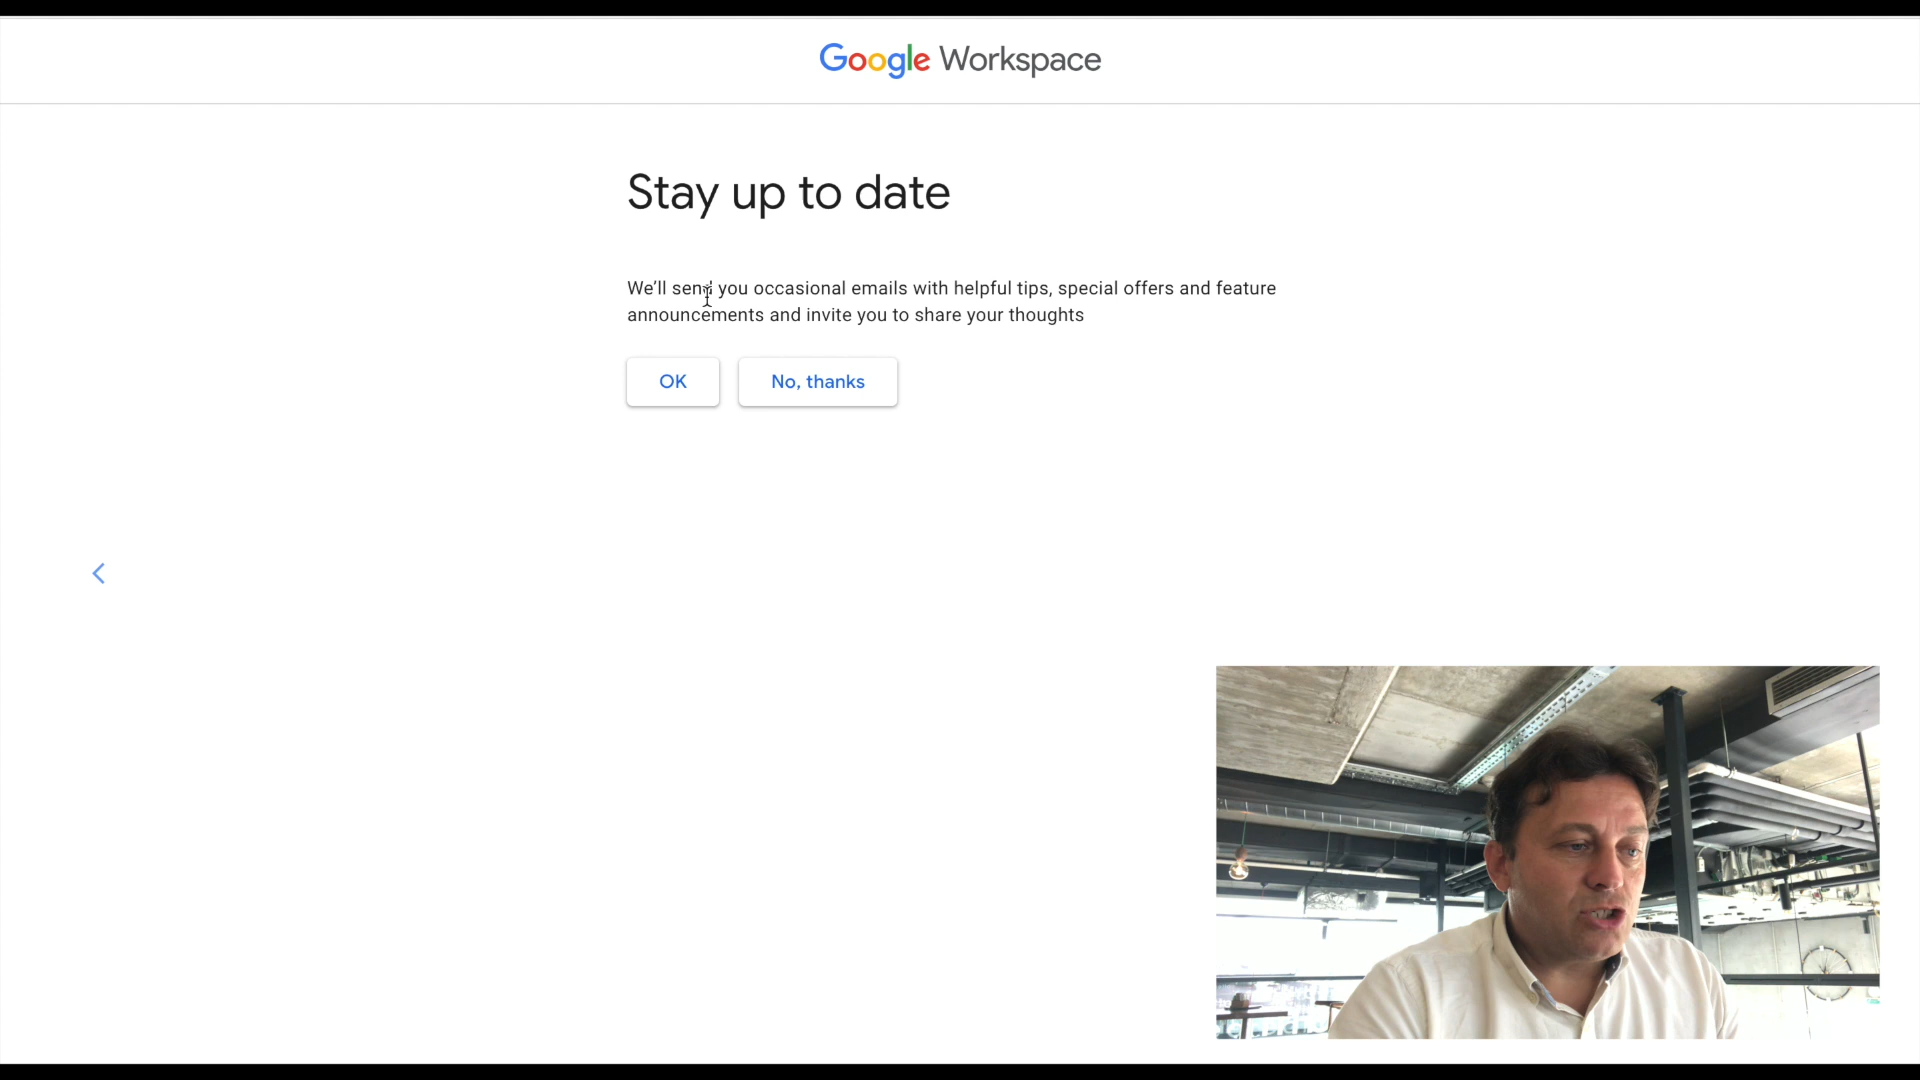 Google Workspace
Stay up to date
We'll send you occasional emails with helpful tips, special offers and feature
announcements and invite you to share your thoughts
OK
No, thanks